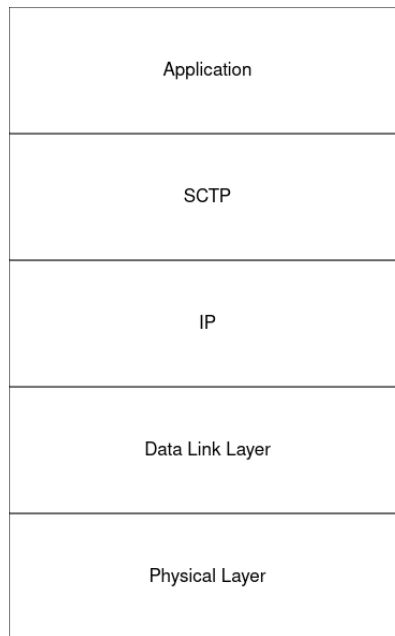 Application
SCTP
IP
Data Link Layer
Physical Layer